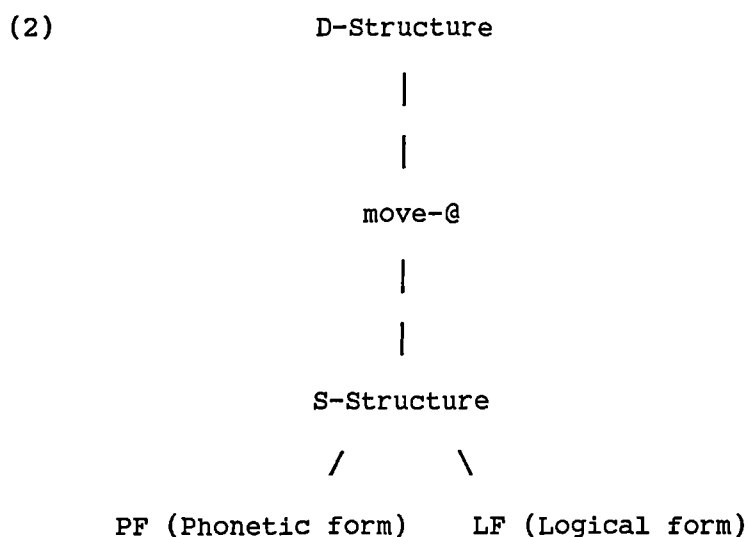 (2) D-Structure
|
|
move-@
|
|
S-Structure
/ \
PF (Phonetic form) LF (Logical form)